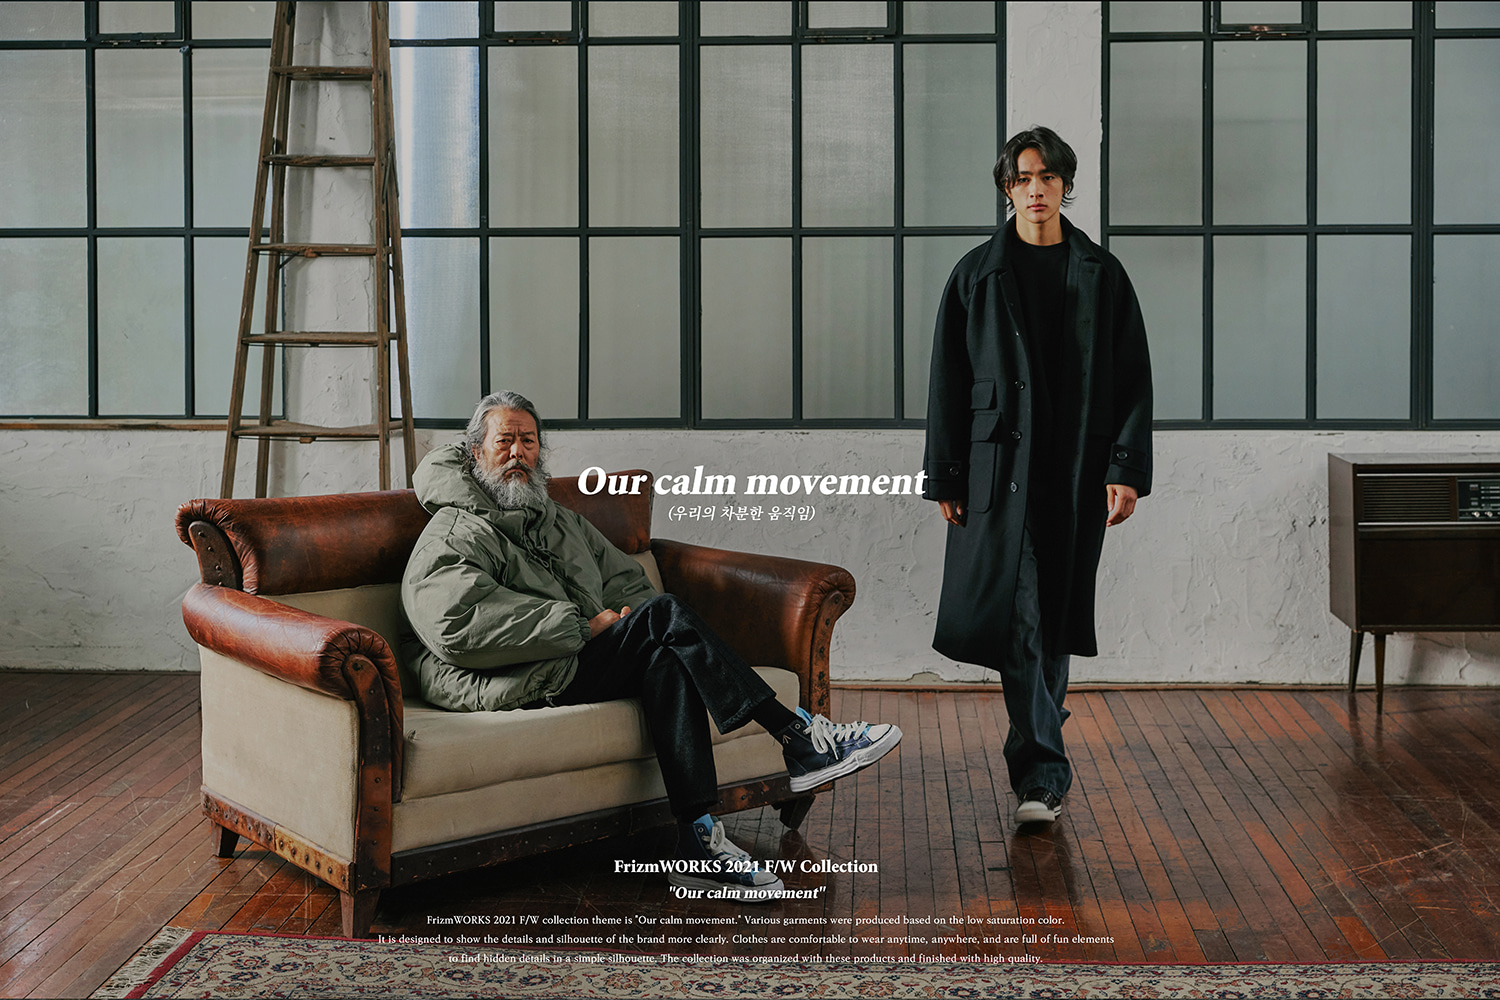 Our calm movement
(우리의 차분한 움직임)
FrizmWORKS 2021 F/W Collection
"Our calm movement"
FrizmWORKS 2021 F/W collection theme is "Our calm movement." Various garments were produced based on the low saturation color.
It is designed to show the details and silhouette of the brand more clearly. Clothes are comfortable to wear anytime, anywhere, and are full of fun elements
to find hidden details in a simple silhouette. The collection was organized with these products and finished with high quality.